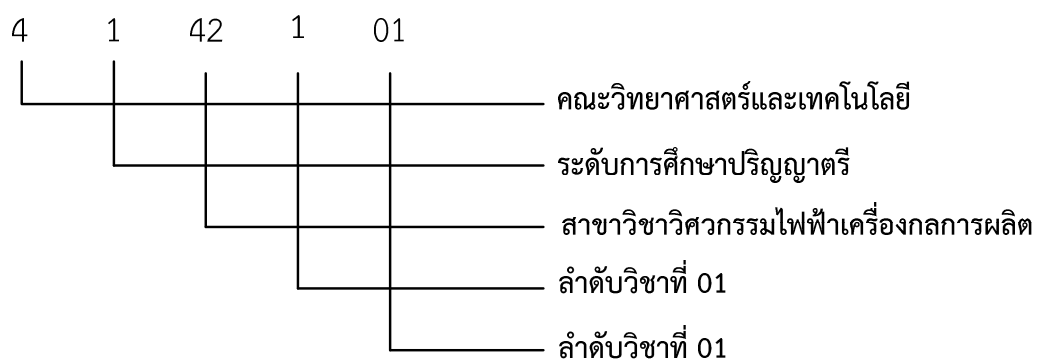 4 1 42 1 01
คณะวิทยาศาสตร์และเทคโนโลยี
ระดับการศึกษาปริญญาตรี
สาขาวิชาวิศวกรรมไฟฟ้าเครื่องกลการผลิต
ลำดับวิชาที่ 01
ลำดับวิชาที่ 01